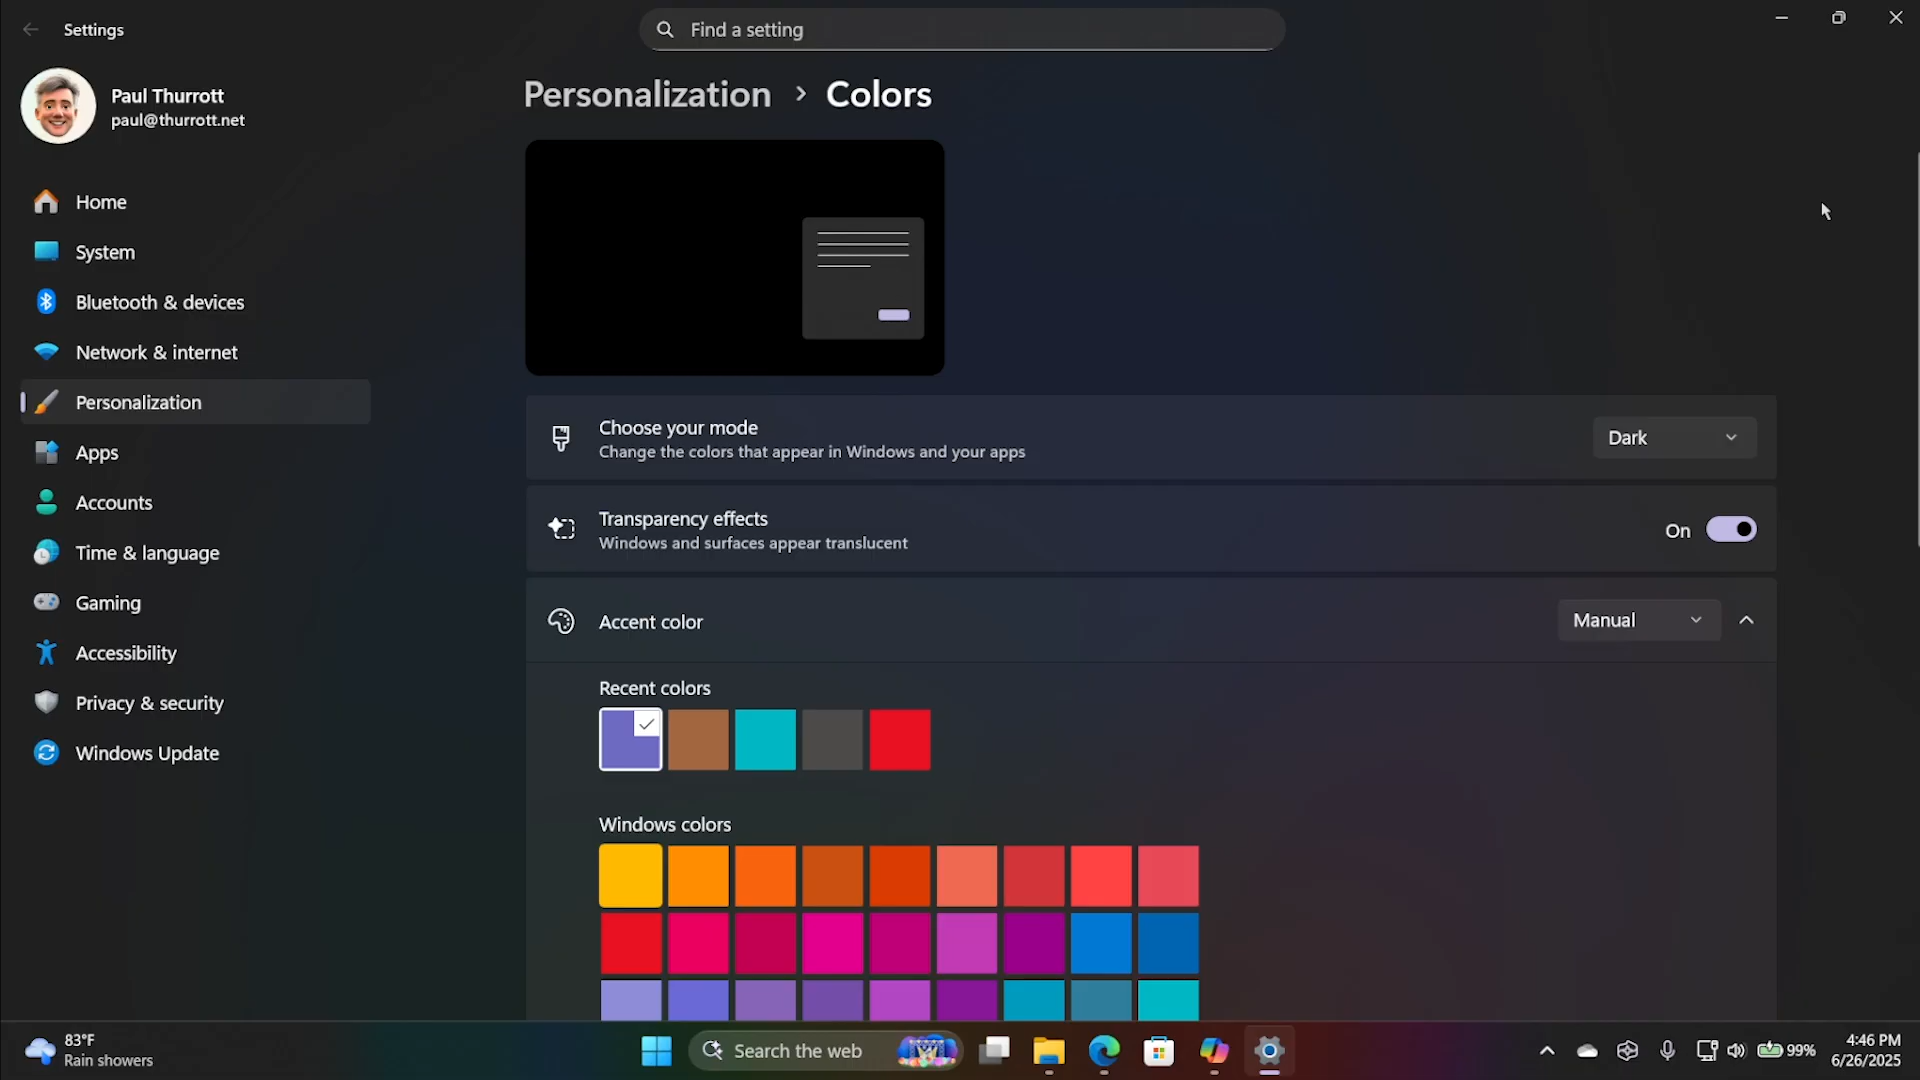 Settings
Find a setting
Paul Thurrott
paul@thurrott.net
Home
System
Bluetooth & devices
Network & internet
Personalization
Apps
Accounts
Time & language
Gaming
Accessibility
Privacy & security
Windows Update
Personalization > Colors
Choose your mode
Change the colors that appear in Windows and your apps
Dark
Transparency effects
Windows and surfaces appear translucent
On
Accent color
Manual
Recent colors
Windows colors
83°F
Rain showers
Search the web
99%
4:46 PM
6/26/2025